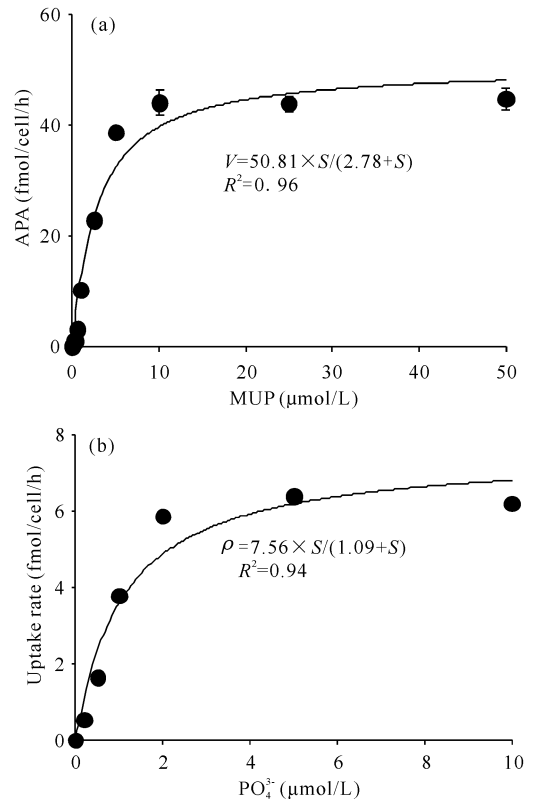 (a)
60
40
20
0
APA (fmol/cell/h)
V=50.81×S/(2.78+S)
R²=0. 96
0 10 20 30 40 50
MUP (μmol/L)
(b)
8
6
4
2
0
Uptake rate (fmol/cell/h)
ρ =7.56×S/(1.09+S)
R²=0.94
0 2 4 6 8 10
PO₄³⁻ (μmol/L)